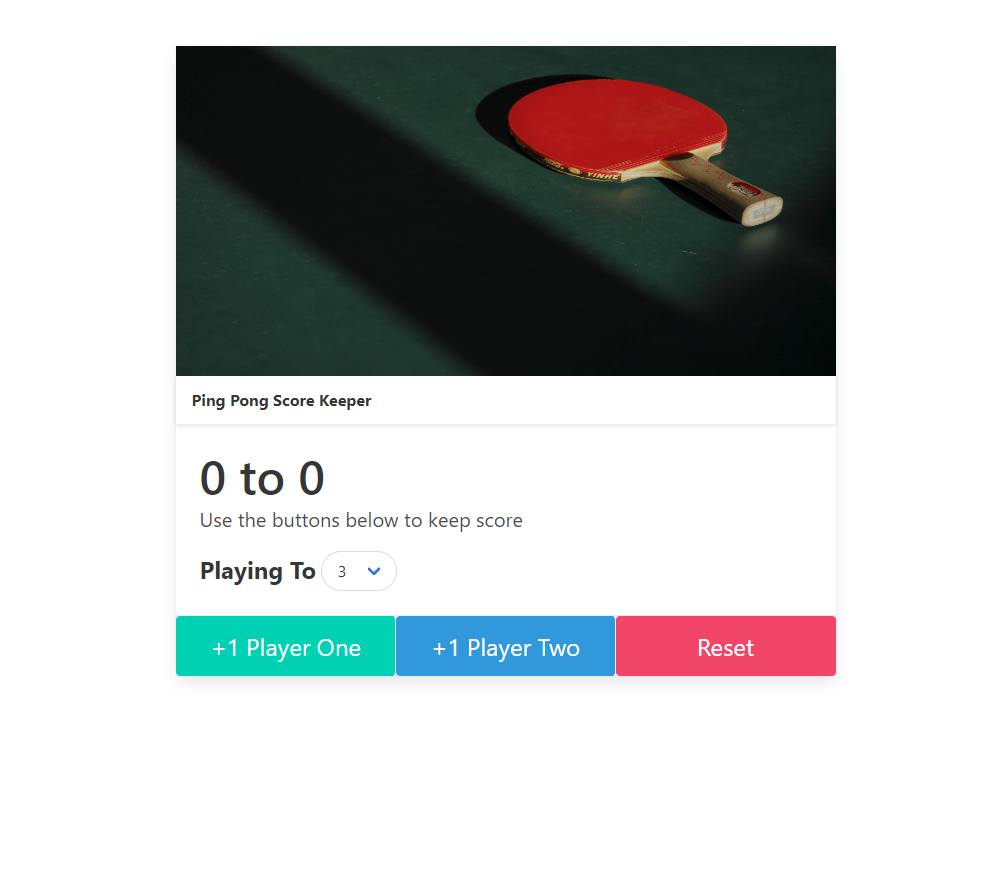 YINHE
Ping Pong Score Keeper
0 to 0
Use the buttons below to keep score
Playing To 3
+1 Player One
+1 Player Two
Reset